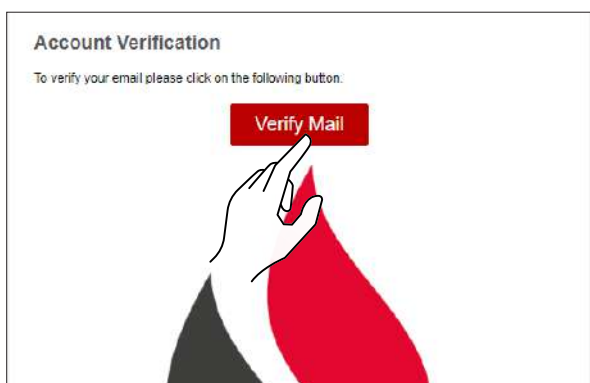 Account Verification
To verify your email please click on the following button.
Verify Mail